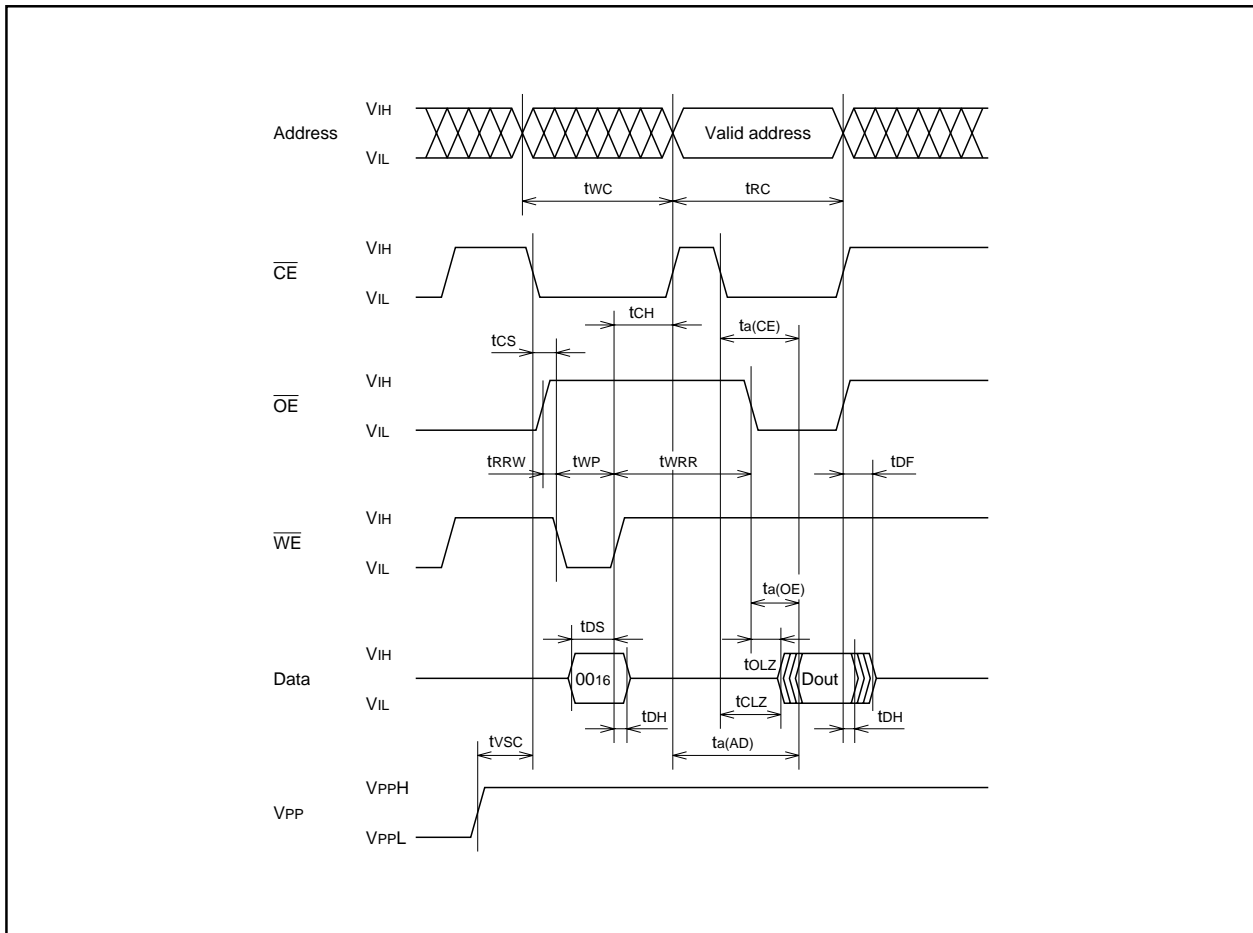 VIH
Address
Valid address
VIL
tWC
tRC
VIH
CE
VIL
tCH
ta(CE)
tCS
VIH
OE
VIL
tRRW
tWP
tWRR
tDF
VIH
WE
VIL
ta(OE)
tDS
VIH
tOLZ
Data
0016
Dout
VIL
tCLZ
tDH
tDH
tVSC
ta(AD)
VPPH
VPP
VPPL